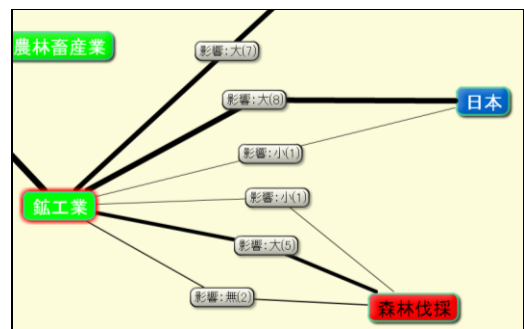 農林畜産業
影響:大(7)
影響:大(8)
日本
影響:小(1)
影響:小(1)
鉱工業
影響:大(5)
影響:無(2)
森林伐採